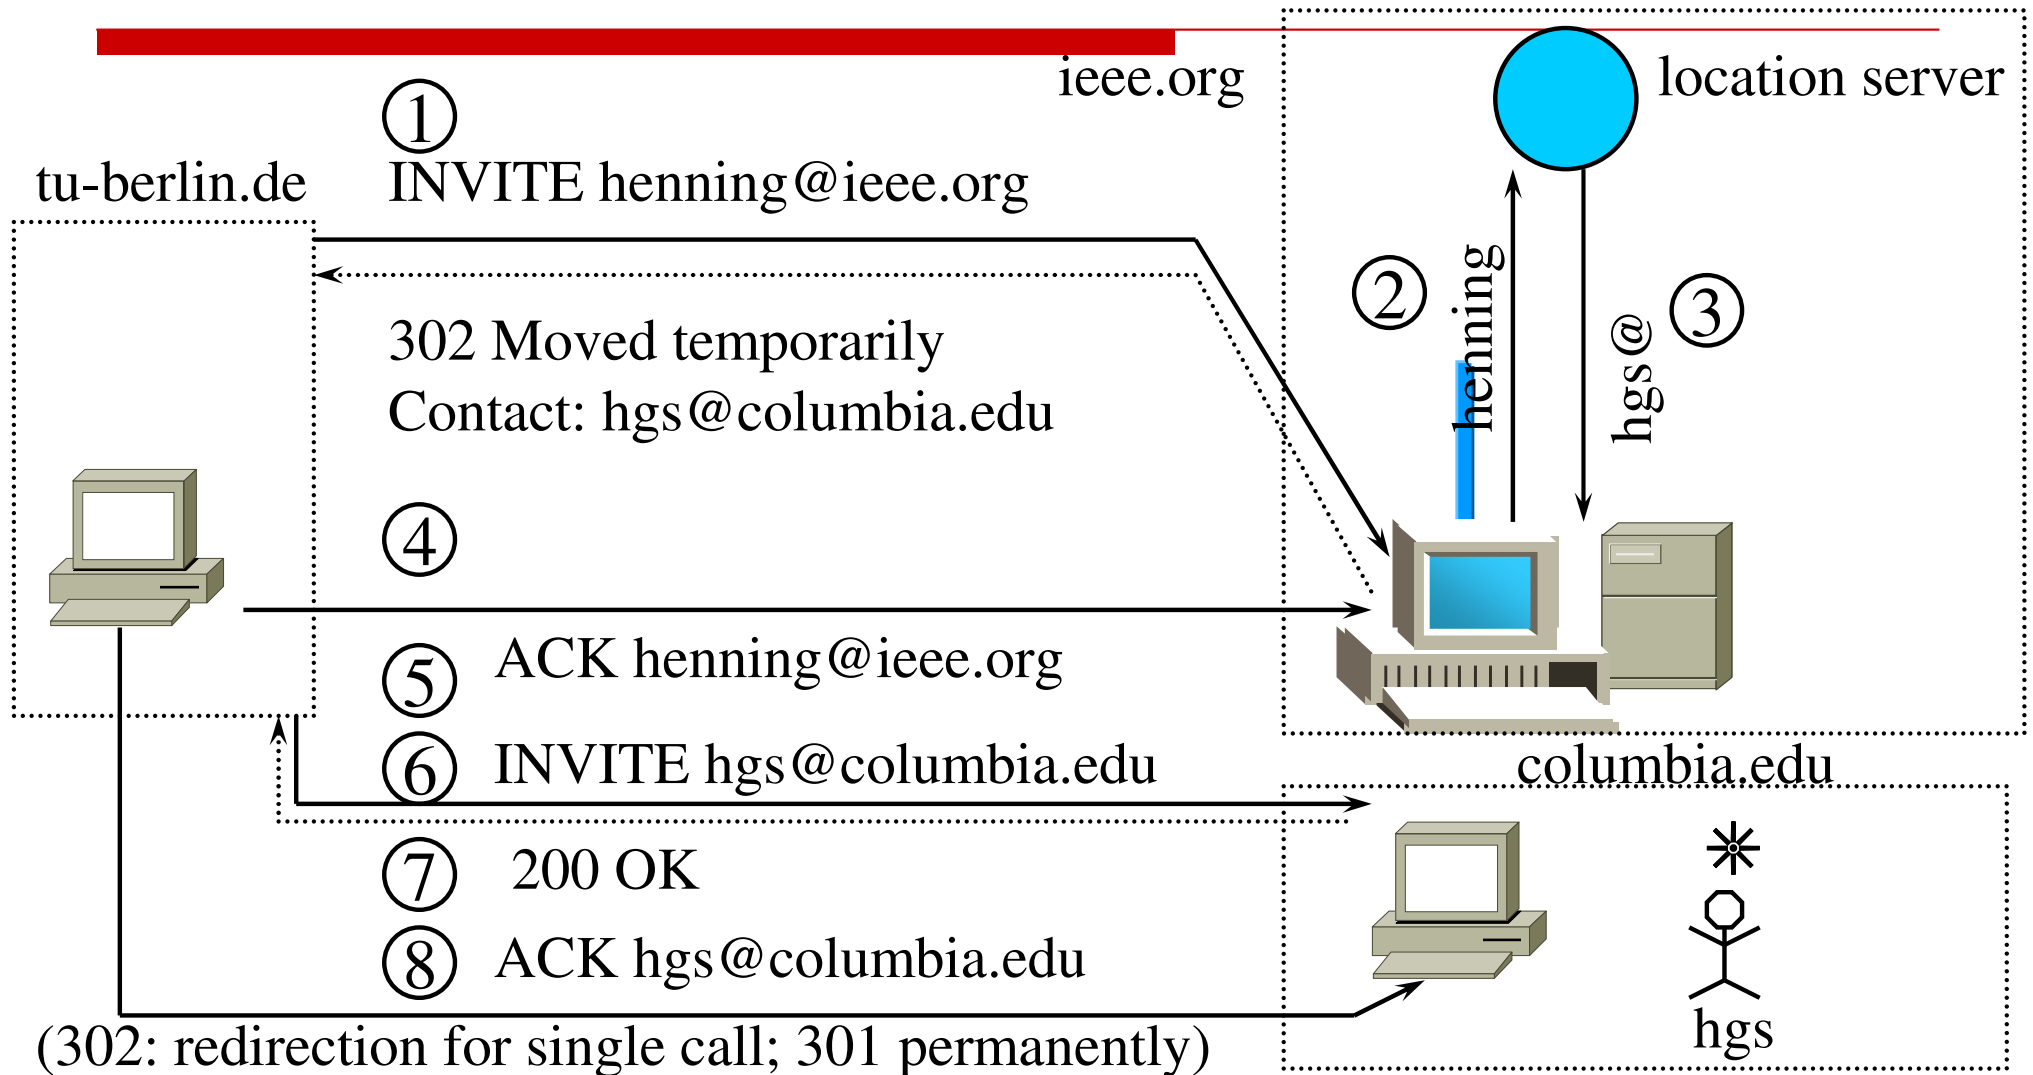 ieee.org
location server
1
tu-berlin.de
INVITE henning@ieee.org
2
henning
3
hgs@
302 Moved temporarily
Contact: hgs@columbia.edu
4
5
ACK henning@ieee.org
6
INVITE hgs@columbia.edu
columbia.edu
7
200 OK
8
ACK hgs@columbia.edu
hgs
(302: redirection for single call; 301 permanently)